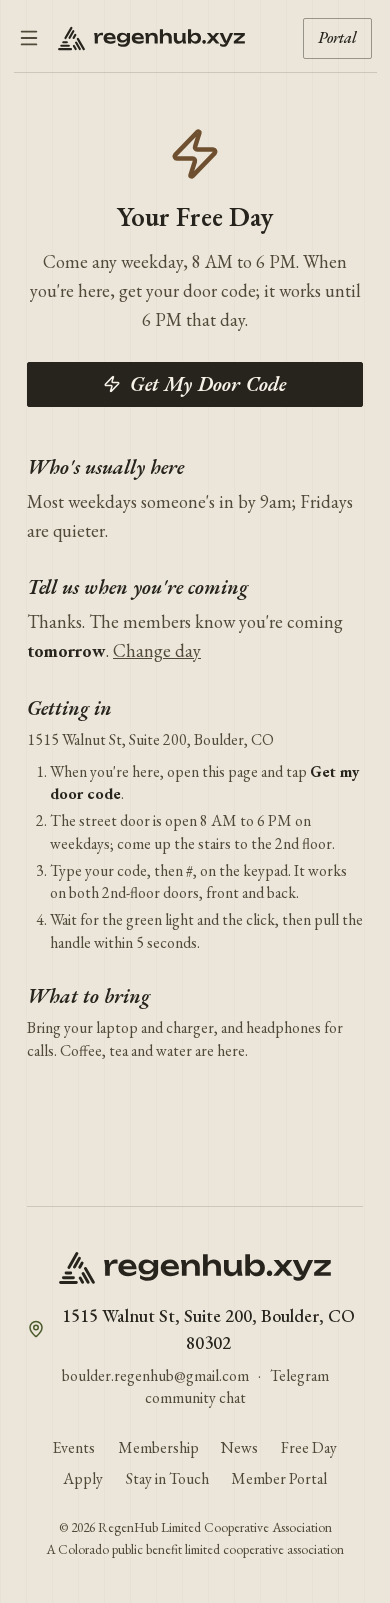 regenhub.xyz
Portal
Your Free Day
Come any weekday, 8 AM to 6 PM. When
you're here, get your door code; it works until
6 PM that day.
Get My Door Code
Who's usually here
Most weekdays someone's in by 9am; Fridays
are quieter.
Tell us when you're coming
Thanks. The members know you're coming
tomorrow. Change day
Getting in
1515 Walnut St, Suite 200, Boulder, CO
1. When you're here, open this page and tap Get my
door code.
2. The street door is open 8 AM to 6 PM on
weekdays; come up the stairs to the 2nd floor.
3. Type your code, then #, on the keypad. It works
on both 2nd-floor doors, front and back.
4. Wait for the green light and the click, then pull the
handle within 5 seconds.
What to bring
Bring your laptop and charger, and headphones for
calls. Coffee, tea and water are here.
regenhub.xyz
1515 Walnut St, Suite 200, Boulder, CO
80302
boulder.regenhub@gmail.com · Telegram
community chat
Events Membership News Free Day
Apply Stay in Touch Member Portal
© 2026 RegenHub Limited Cooperative Association
A Colorado public benefit limited cooperative association